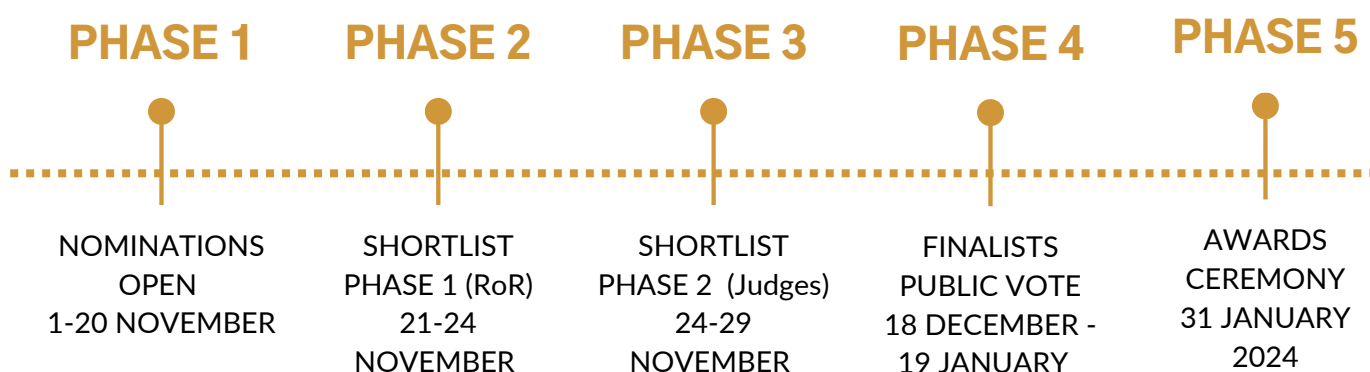 PHASE 1
NOMINATIONS
OPEN
1-20 NOVEMBER
PHASE 2
SHORTLIST
PHASE 1 (RoR)
21-24
NOVEMBER
PHASE 3
SHORTLIST
PHASE 2 (Judges)
24-29
NOVEMBER
PHASE 4
FINALISTS
PUBLIC VOTE
18 DECEMBER -
19 JANUARY
PHASE 5
AWARDS
CEREMONY
31 JANUARY
2024